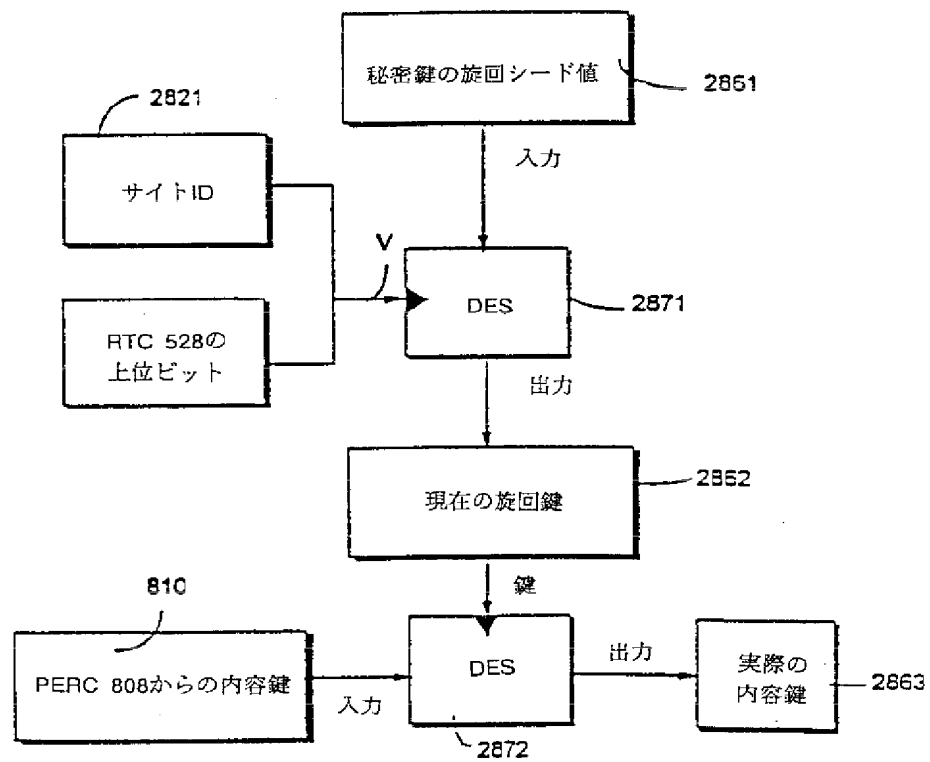 秘密鍵の旋回シード値
2861
2821
サイトID
入力
V
DES
2871
RTC 528の
上位ビット
出力
現在の旋回鍵
2862
810
鍵
PERC 808からの内容鍵
入力
DES
2872
出力
実際の
内容鍵
2863